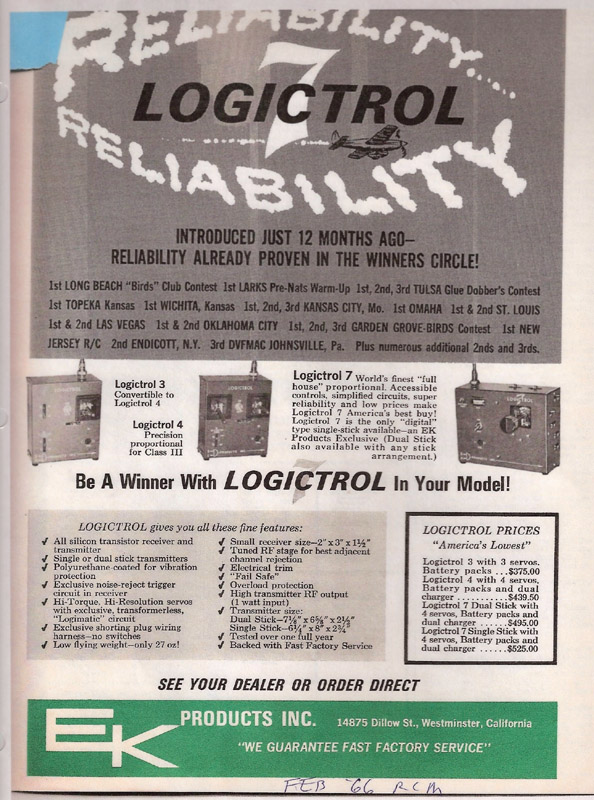 RELIABILITY.....
7
LOGICTROL
RELIABILITY
INTRODUCED JUST 12 MONTHS AGO—
RELIABILITY ALREADY PROVEN IN THE WINNERS CIRCLE!
1st LONG BEACH "Birds" Club Contest 1st LARKS Pre-Nats Warm-Up 1st, 2nd, 3rd TULSA Glue Dobber's Contest
1st TOPEKA Kansas 1st WICHITA, Kansas 1st, 2nd, 3rd KANSAS CITY, Mo. 1st OMAHA 1st & 2nd ST. LOUIS
1st & 2nd LAS VEGAS 1st & 2nd OKLAHOMA CITY 1st, 2nd, 3rd GARDEN GROVE-BIRDS Contest 1st NEW
JERSEY R/C 2nd ENDICOTT, N.Y. 3rd DVFMAC JOHNSVILLE, Pa. Plus numerous additional 2nds and 3rds.
Logictrol 3
Convertible to
Logictrol 4
Logictrol 4
Precision
proportional
for Class III
LOGICTROL
Logictrol 7 World's finest "full
house" proportional. Accessible
controls, simplified circuits, super
reliability and low prices make
Logictrol 7 America's best buy!
Logictrol 7 is the only "digital"
type single-stick available—an EK
Products Exclusive (Dual Stick
also available with any stick
arrangement.)
LOGICTROL
7
Be A Winner With LOGICTROL In Your Model!
LOGICTROL gives you all these fine features:
✓ All silicon transistor receiver and
transmitter
✓ Single or dual stick transmitters
✓ Polyurethane-coated for vibration
protection
✓ Exclusive noise-reject trigger
circuit in receiver
✓ Hi-Torque, Hi-Resolution servos
with exclusive, transformerless,
"Logimatic" circuit
✓ Exclusive shorting plug wiring
harness—no switches
✓ Low flying weight—only 27 oz!
✓ Small receiver size—2" x 3" x 1½"
✓ Tuned RF stage for best adjacent
channel rejection
✓ Electrical trim
✓ "Fail Safe"
✓ Overload protection
✓ High transmitter RF output
(1 watt input)
✓ Transmitter size:
Dual Stick—7¼" x 6⅝" x 2½"
Single Stick—6¼" x 8" x 2¾"
✓ Tested over one full year
✓ Backed with Fast Factory Service
LOGICTROL PRICES
"America's Lowest"
Logictrol 3 with 3 servos,
Battery packs ...$375.00
Logictrol 4 with 4 servos,
Battery packs and dual
charger ...........$439.50
Logictrol 7 Dual Stick with
4 servos, Battery packs and
dual charger ......$495.00
Logictrol 7 Single Stick with
4 servos, Battery packs and
dual charger ......$525.00
SEE YOUR DEALER OR ORDER DIRECT
EK PRODUCTS INC. 14875 Dillow St., Westminster, California
"WE GUARANTEE FAST FACTORY SERVICE"
FEB '66 RCM